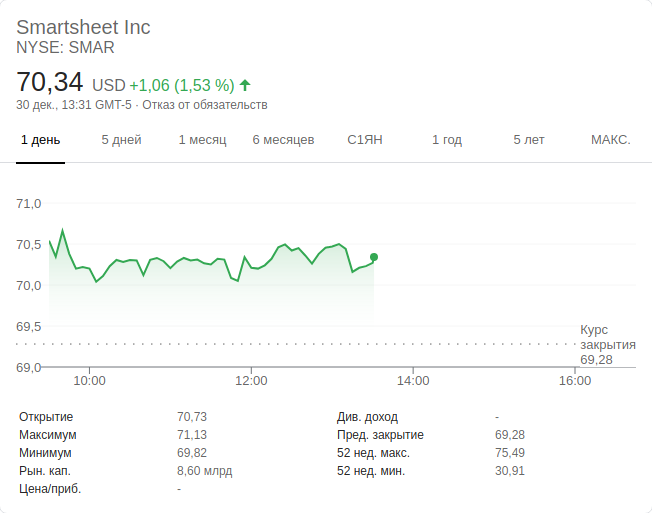 Smartsheet Inc
NYSE: SMAR
70,34 USD +1,06 (1,53 %)
30 дек., 13:31 GMT-5 · Отказ от обязательств
1 день 5 дней 1 месяц 6 месяцев С1ЯН 1 год 5 лет МАКС.
71,0
70,5
70,0
69,5
Курс
закрытия
69,28
69,0
10:00 12:00 14:00 16:00
Открытие 70,73 Див. доход -
Максимум 71,13 Пред. закрытие 69,28
Минимум 69,82 52 нед. макс. 75,49
Рын. кап. 8,60 млрд 52 нед. мин. 30,91
Цена/приб. -